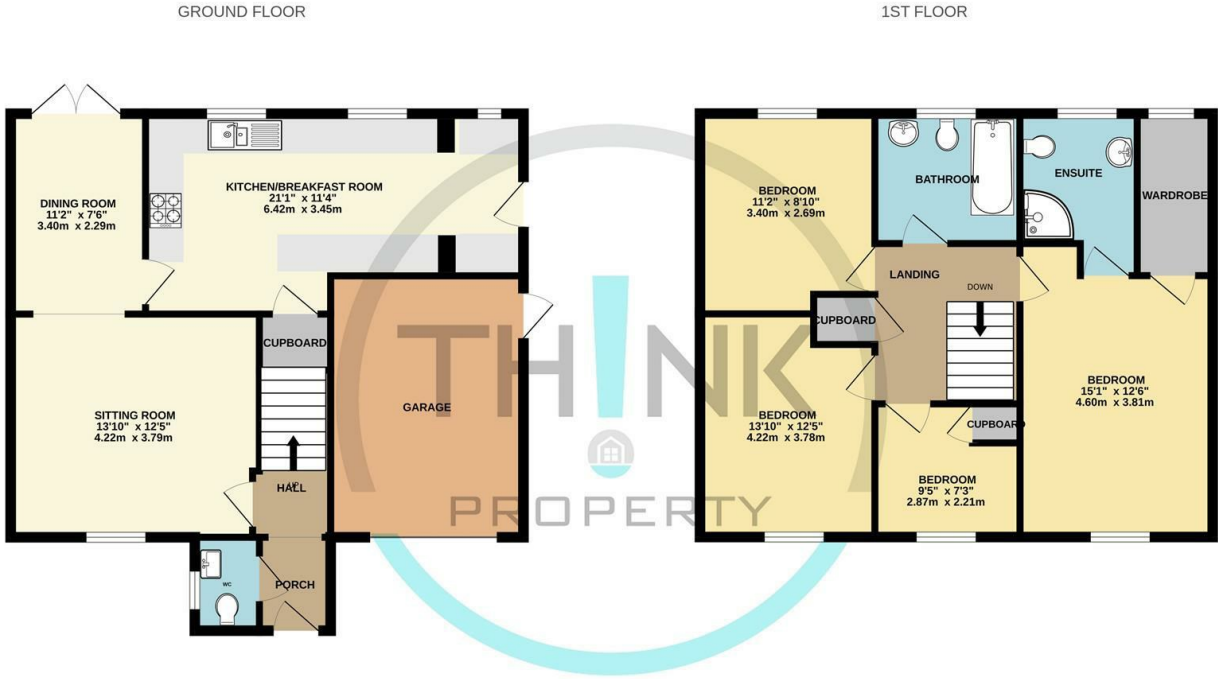 GROUND FLOOR
DINING ROOM
11'2" x 7'6"
3.40m x 2.29m
KITCHEN/BREAKFAST ROOM
21'1" x 11'4"
6.42m x 3.45m
CUPBOARD
SITTING ROOM
13'10" x 12'5"
4.22m x 3.79m
GARAGE
UP
HALL
WC
PORCH
1ST FLOOR
BEDROOM
11'2" x 8'10"
3.40m x 2.69m
BATHROOM
ENSUITE
WARDROBE
LANDING
DOWN
CUPBOARD
BEDROOM
13'10" x 12'5"
4.22m x 3.78m
BEDROOM
15'1" x 12'6"
4.60m x 3.81m
CUPBOARD
BEDROOM
9'5" x 7'3"
2.87m x 2.21m
TH!NK
PROPERTY